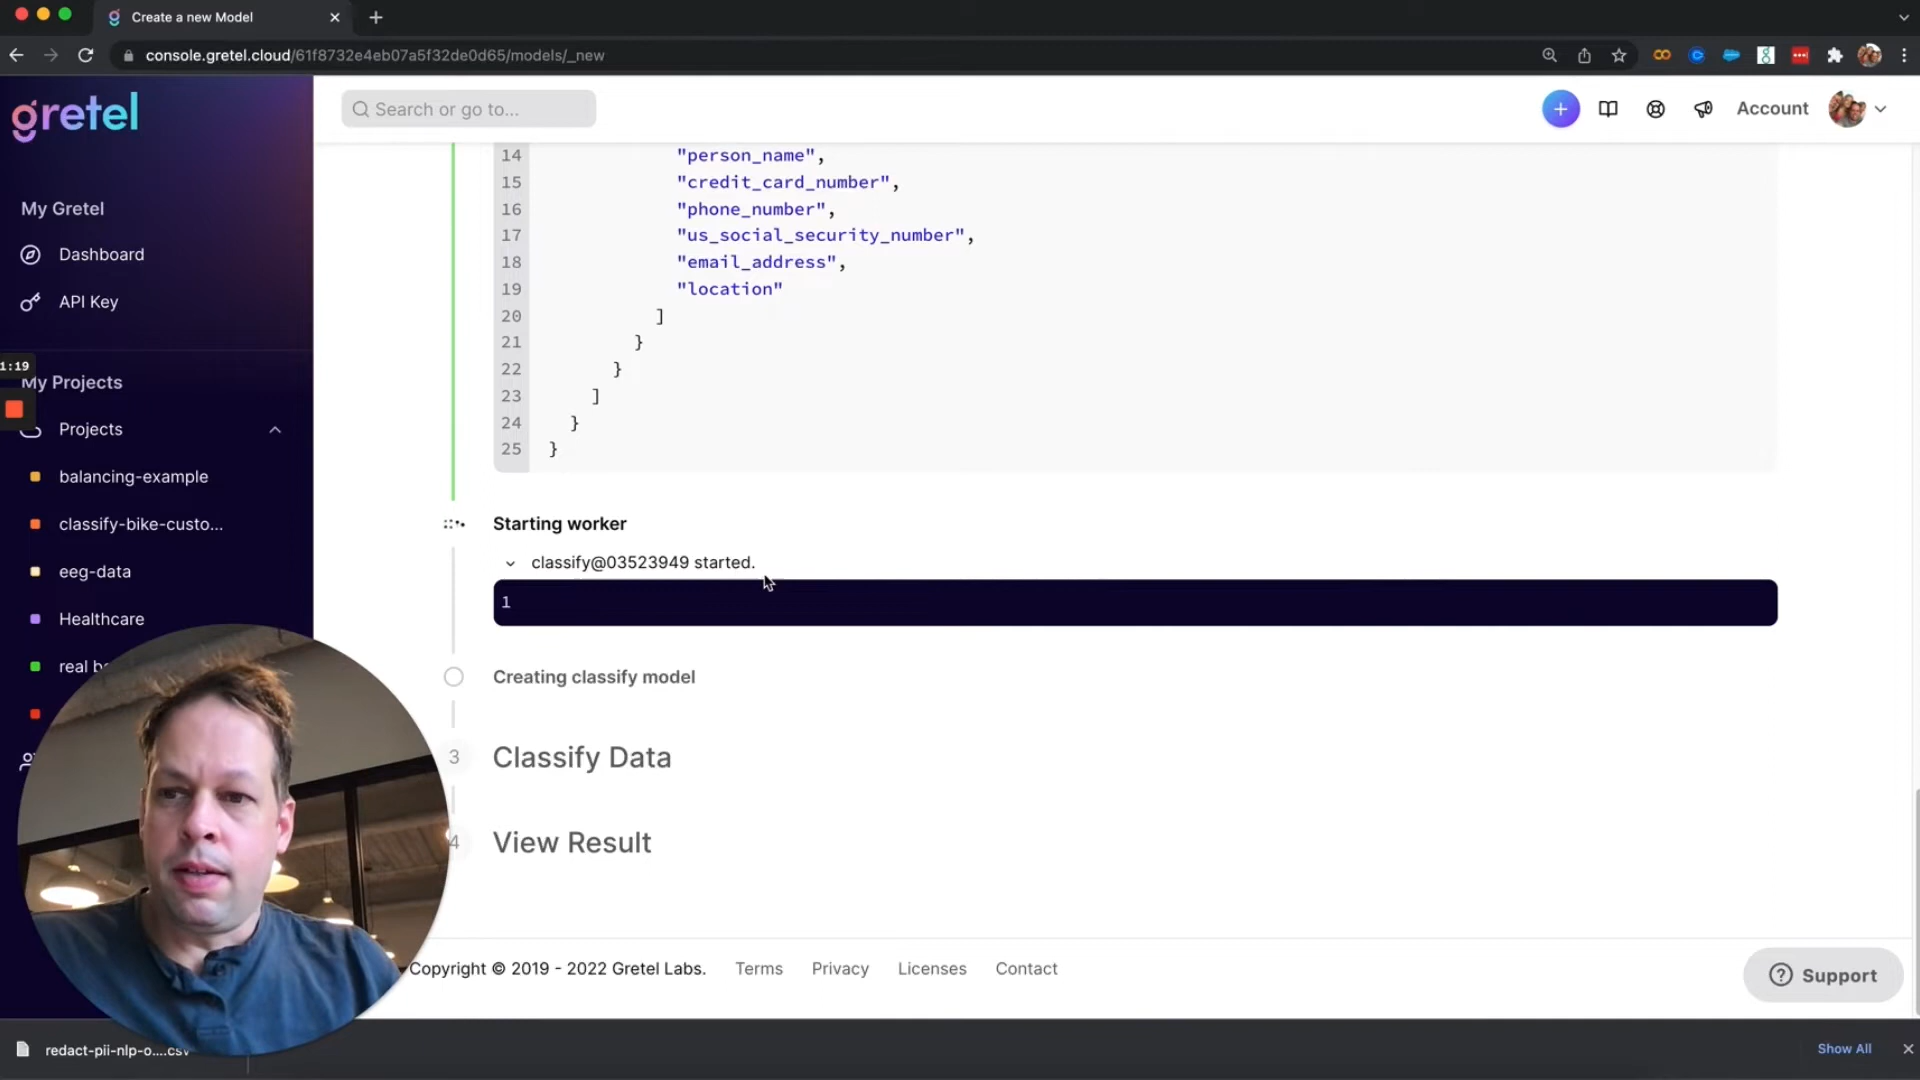 Create a new Model
console.gretel.cloud/61f8732e4eb07a5f32de0d65/models/_new
gretel
Search or go to...
Account
My Gretel
Dashboard
API Key
1:19
My Projects
Projects
balancing-example
classify-bike-custo...
eeg-data
Healthcare
real
14 "person_name",
15 "credit_card_number",
16 "phone_number",
17 "us_social_security_number",
18 "email_address",
19 "location"
20 ]
21 }
22 }
23 ]
24 }
25 }
Starting worker
classify@03523949 started.
1
Creating classify model
3 Classify Data
4 View Result
Copyright © 2019 - 2022 Gretel Labs. Terms Privacy Licenses Contact
Support
redact-pii-nlp-o....csv
Show All